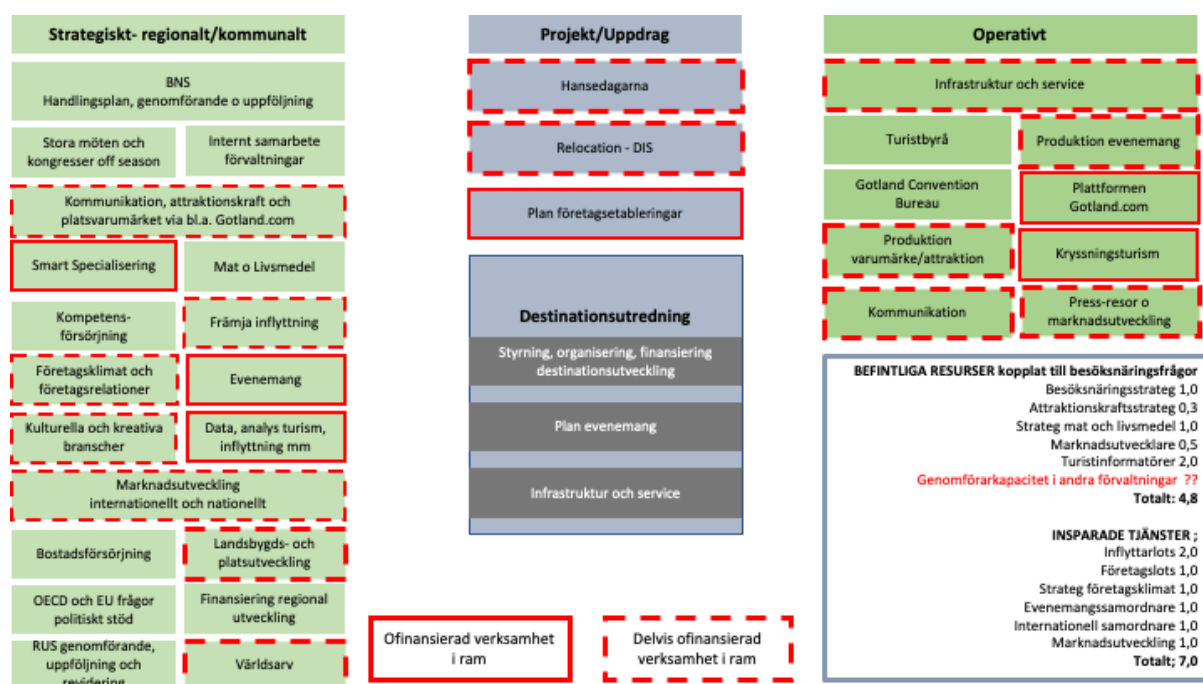 Strategiskt- regionalt/kommunalt
BNS
Handlingsplan, genomförande o uppföljning
Stora möten och
kongresser off season
Internt samarbete
förvaltningar
Kommunikation, attraktionskraft och
platsvarumärket via bl.a. Gotland.com
Smart Specialisering
Mat o Livsmedel
Kompetens-
försörjning
Främja inflyttning
Företagsklimat och
företagsrelationer
Evenemang
Kulturella och kreativa
branscher
Data, analys turism,
inflyttning mm
Marknadsutveckling
internationellt och nationellt
Bostadsförsörjning
Landsbygds- och
platsutveckling
OECD och EU frågor
politiskt stöd
Finansiering regional
utveckling
RUS genomförande,
uppföljning och
revidering
Världsarv
Projekt/Uppdrag
Hansedagarna
Relocation - DIS
Plan företagsetableringar
Destinationsutredning
Styrning, organisering, finansiering
destinationsutveckling
Plan evenemang
Infrastruktur och service
Ofinansierad verksamhet
i ram
Delvis ofinansierad
verksamhet i ram
Operativt
Infrastruktur och service
Turistbyrå
Produktion evenemang
Gotland Convention
Bureau
Plattformen
Gotland.com
Produktion
varumärke/attraktion
Kryssningsturism
Kommunikation
Press-resor o
marknadsutveckling
BEFINTLIGA RESURSER kopplat till besöksnäringsfrågor
Besöksnäringsstrateg 1,0
Attraktionskraftsstrateg 0,3
Strateg mat och livsmedel 1,0
Marknadsutvecklare 0,5
Turistinformatörer 2,0
Genomförarkapacitet i andra förvaltningar ??
Totalt: 4,8
INSPARADE TJÄNSTER ;
Inflyttarlots 2,0
Företagslots 1,0
Strateg företagsklimat 1,0
Evenemangssamordnare 1,0
Internationell samordnare 1,0
Marknadsutveckling 1,0
Totalt; 7,0